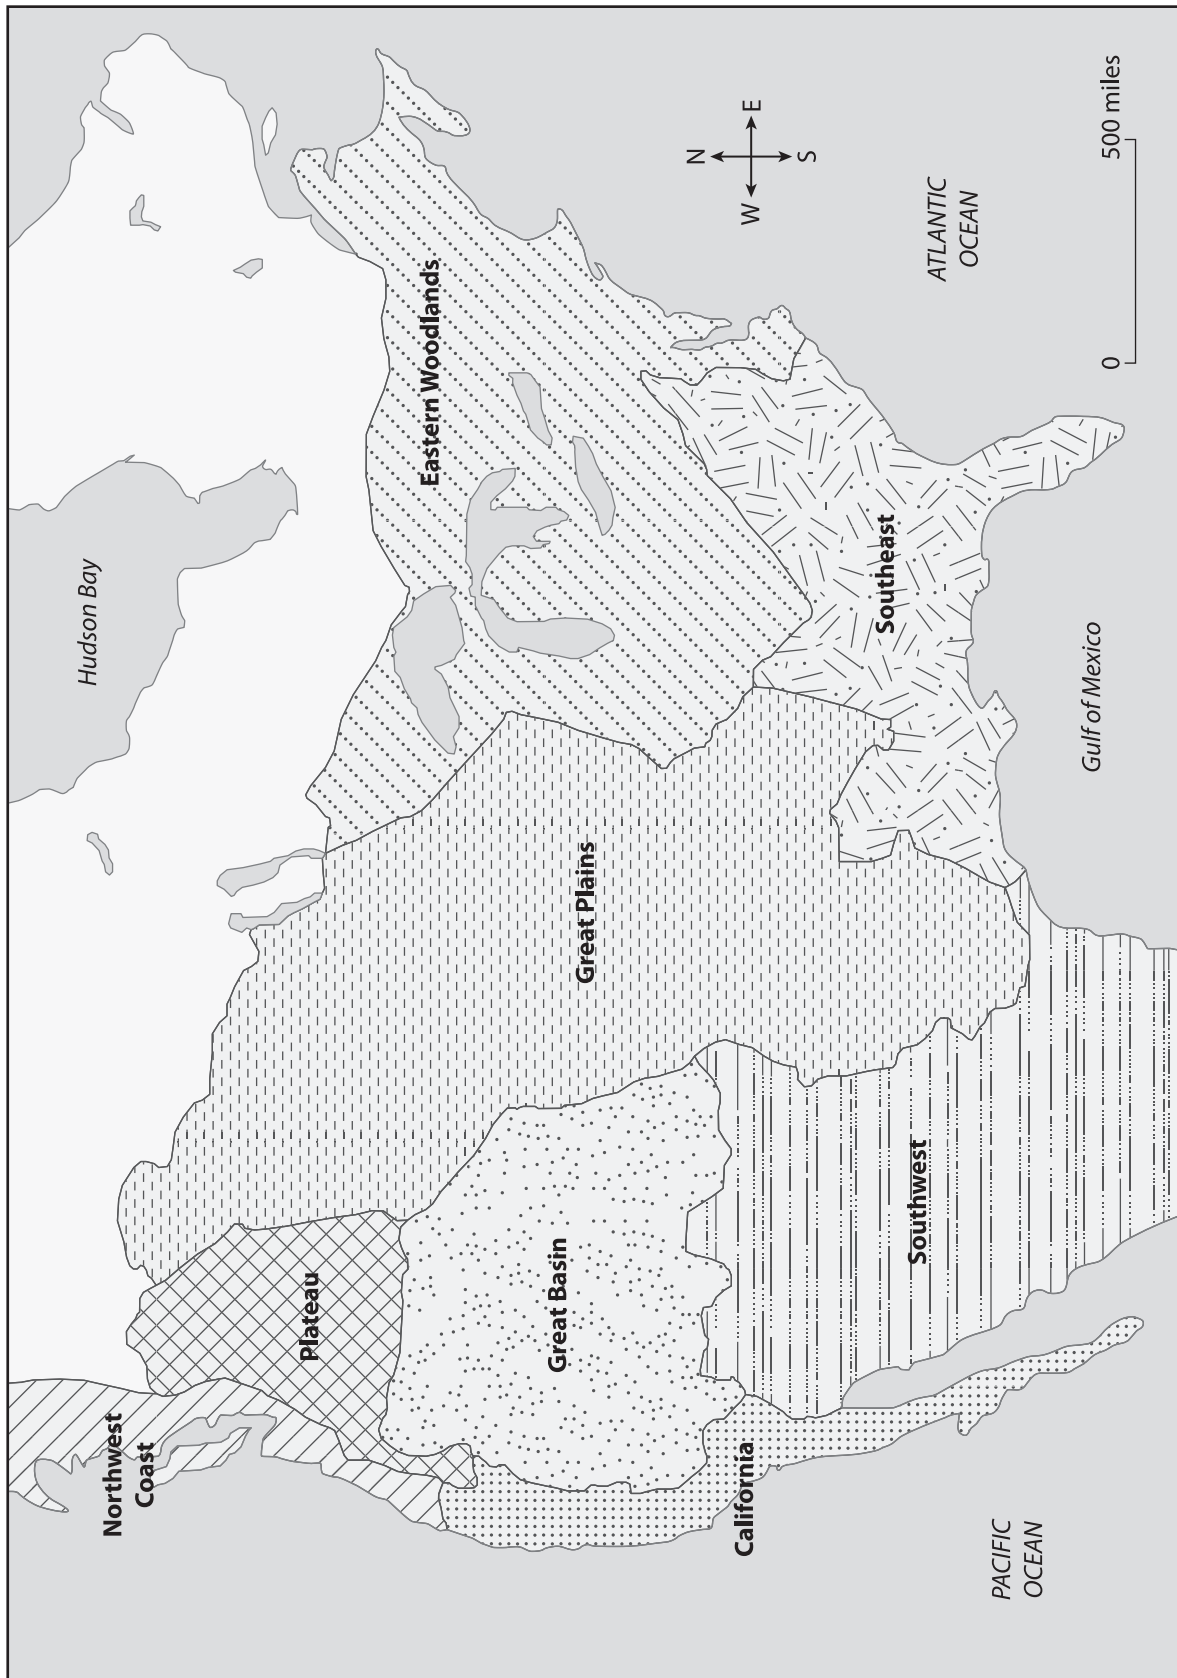 Hudson Bay
Northwest
Coast
Plateau
Great Plains
Eastern Woodlands
Great Basin
California
Southwest
Southeast
N
W
E
S
PACIFIC
OCEAN
Gulf of Mexico
ATLANTIC
OCEAN
0
500 miles